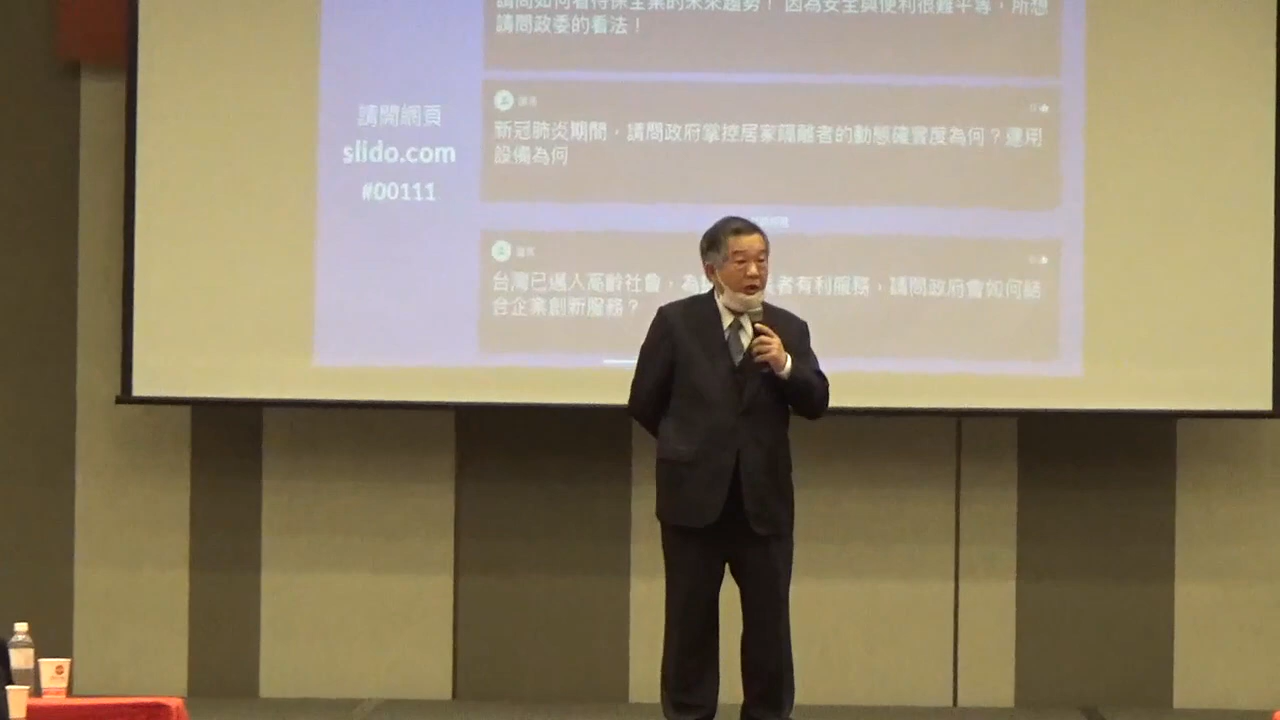 請問如何看待保全業的未來趨勢！ 因為安全與便利很難平等，所想
請問政委的看法！
請開網頁
slido.com
#00111
新冠肺炎期間，請問政府掌控居家隔離者的動態確實度為何？運用
設備為何
台灣已邁入高齡社會，為 者有利服務，請問政府會如何結
合企業創新服務？